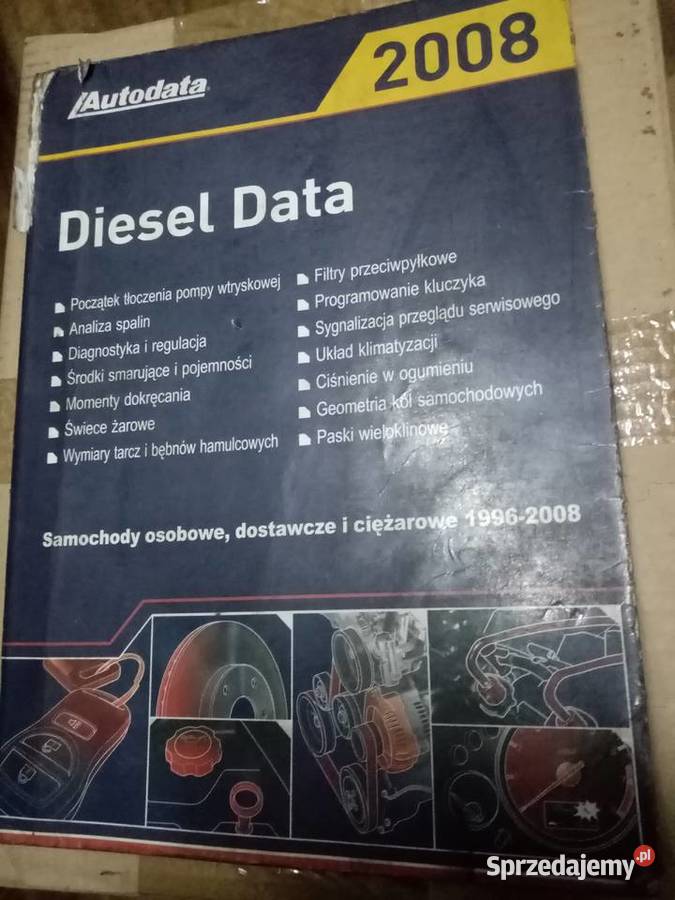 Autodata
2008
Diesel Data
Początek tłoczenia pompy wtryskowej
Analiza spalin
Diagnostyka i regulacja
Środki smarujące i pojemności
Momenty dokręcania
Świece żarowe
Wymiary tarcz i bębnów hamulcowych
Filtry przeciwpyłkowe
Programowanie kluczyka
Sygnalizacja przeglądu serwisowego
Układ klimatyzacji
Ciśnienie w ogumieniu
Geometria kół samochodowych
Paski wieloklinowe
Samochody osobowe, dostawcze i ciężarowe 1996-2008
Sprzedajemy.pl